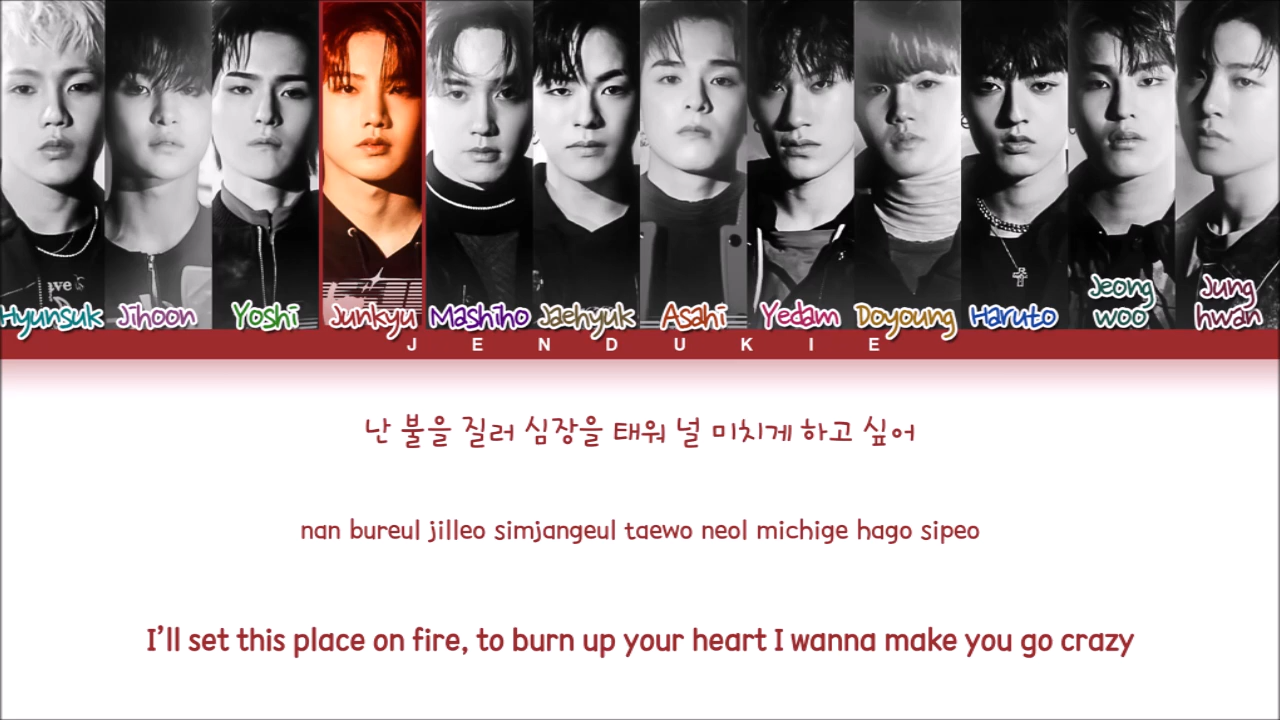 Hyunsuk Jihoon Yoshi Junkyu Mashiho Jaehyuk Asahi Yedam Doyoung Haruto Jeong woo Jung hwan
JENDUKIE
난 불을 질러 심장을 태워 널 미치게 하고 싶어
nan bureul jilleo simjangeul taewo neol michige hago sipeo
I'll set this place on fire, to burn up your heart I wanna make you go crazy